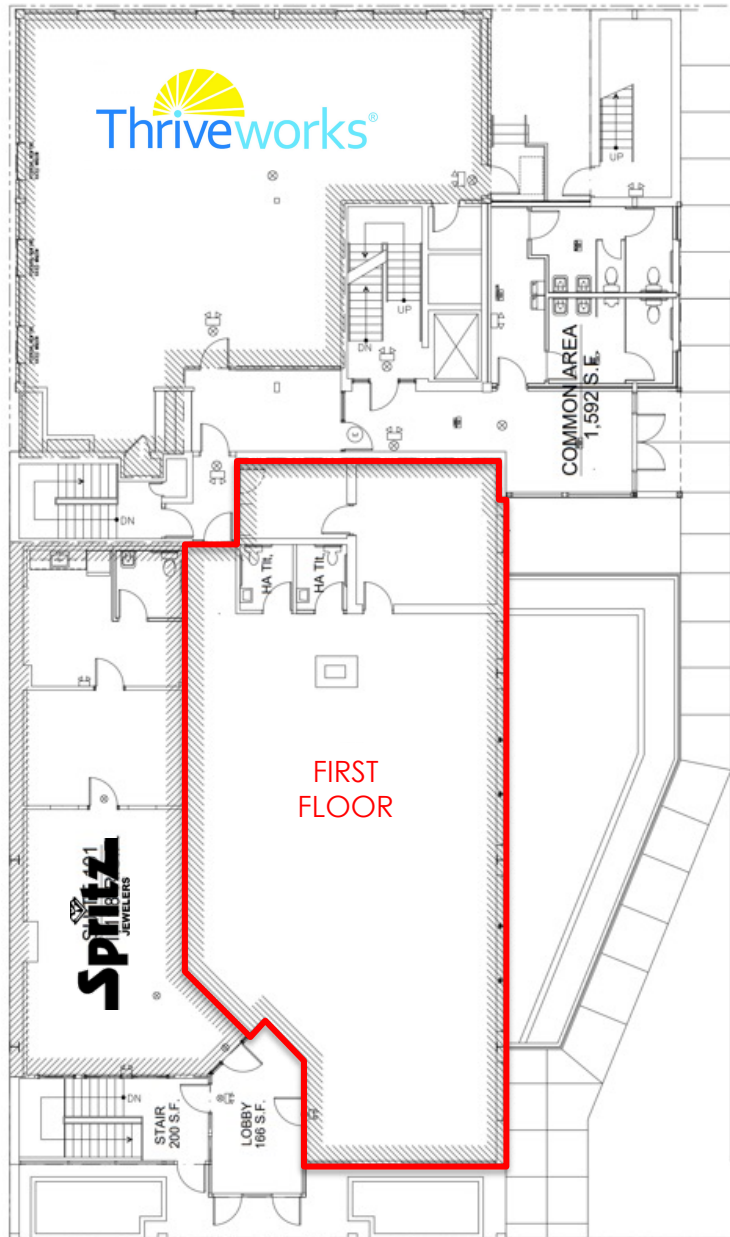 Thriveworks®
UP
UP
DN
COMMON AREA
1,592 S.F.
3
DN
HA Tlt.
HA Tlt.
FIRST
FLOOR
Spritz
JEWELERS
DN
STAIR
200 S.F.
LOBBY
166 S.F.